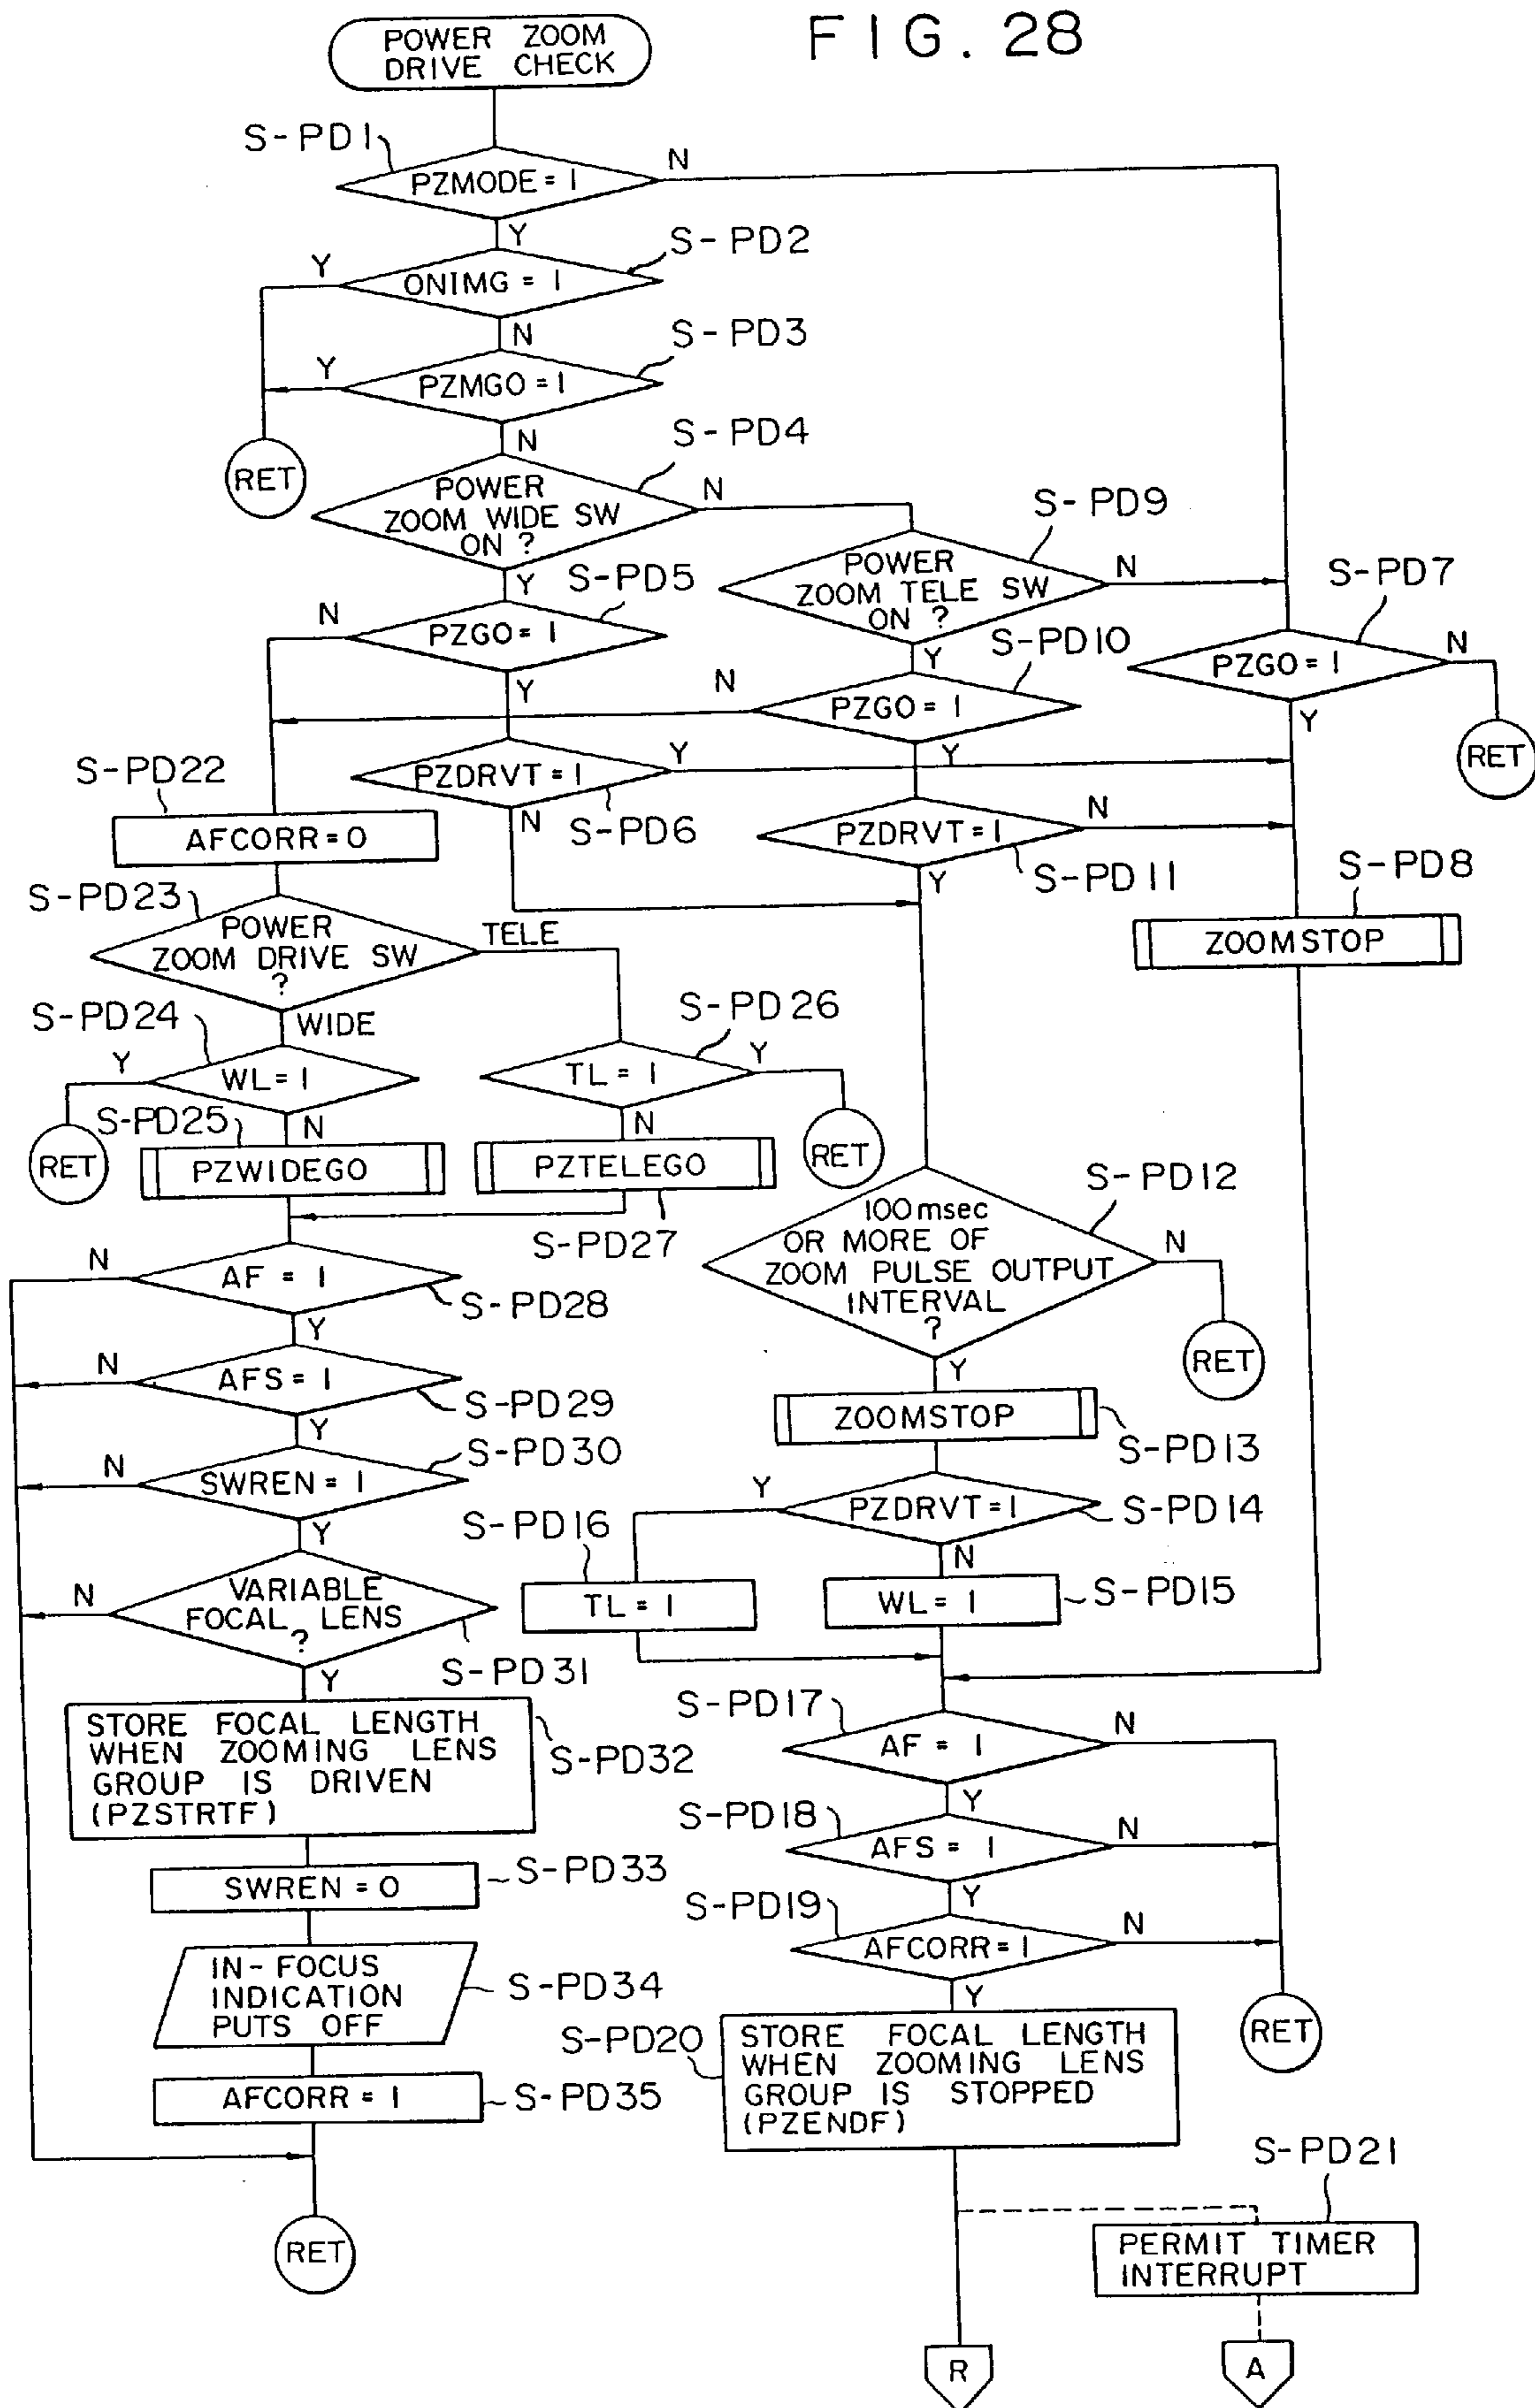 FIG. 28
POWER ZOOM
DRIVE CHECK
S-PD1
PZMODE = 1
N
Y
S-PD2
ONIMG = 1
Y
N
S-PD3
PZMGO = 1
Y
N
RET
S-PD4
POWER
ZOOM WIDE SW
ON ?
N
Y
S-PD9
POWER
ZOOM TELE SW
ON ?
N
Y
S-PD5
PZGO = 1
N
Y
S-PD7
PZGO = 1
N
Y
RET
S-PD10
PZGO = 1
N
Y
PZDRVT = 1
Y
N
S-PD6
PZDRVT = 1
N
Y
S-PD11
S-PD22
AFCORR = 0
S-PD8
ZOOMSTOP
S-PD23
POWER
ZOOM DRIVE SW
?
TELE
WIDE
S-PD24
WL = 1
Y
N
RET
S-PD26
TL = 1
Y
N
RET
S-PD25
PZWIDEGO
PZTELEGO
S-PD27
S-PD12
100msec
OR MORE OF
ZOOM PULSE OUTPUT
INTERVAL
?
N
Y
RET
AF = 1
N
Y
S-PD28
AFS = 1
N
Y
S-PD29
ZOOMSTOP
S-PD13
S-PD30
SWREN = 1
N
Y
PZDRVT = 1
Y
N
S-PD14
S-PD16
TL = 1
WL = 1
S-PD15
VARIABLE
FOCAL LENS
?
N
Y
S-PD31
STORE FOCAL LENGTH
WHEN ZOOMING LENS
GROUP IS DRIVEN
(PZSTRTF)
S-PD32
S-PD17
AF = 1
N
Y
S-PD18
AFS = 1
N
Y
S-PD33
SWREN = 0
S-PD19
AFCORR = 1
N
Y
RET
IN-FOCUS
INDICATION
PUTS OFF
S-PD34
S-PD20
STORE FOCAL LENGTH
WHEN ZOOMING LENS
GROUP IS STOPPED
(PZENDF)
AFCORR = 1
S-PD35
RET
S-PD21
PERMIT TIMER
INTERRUPT
R
A